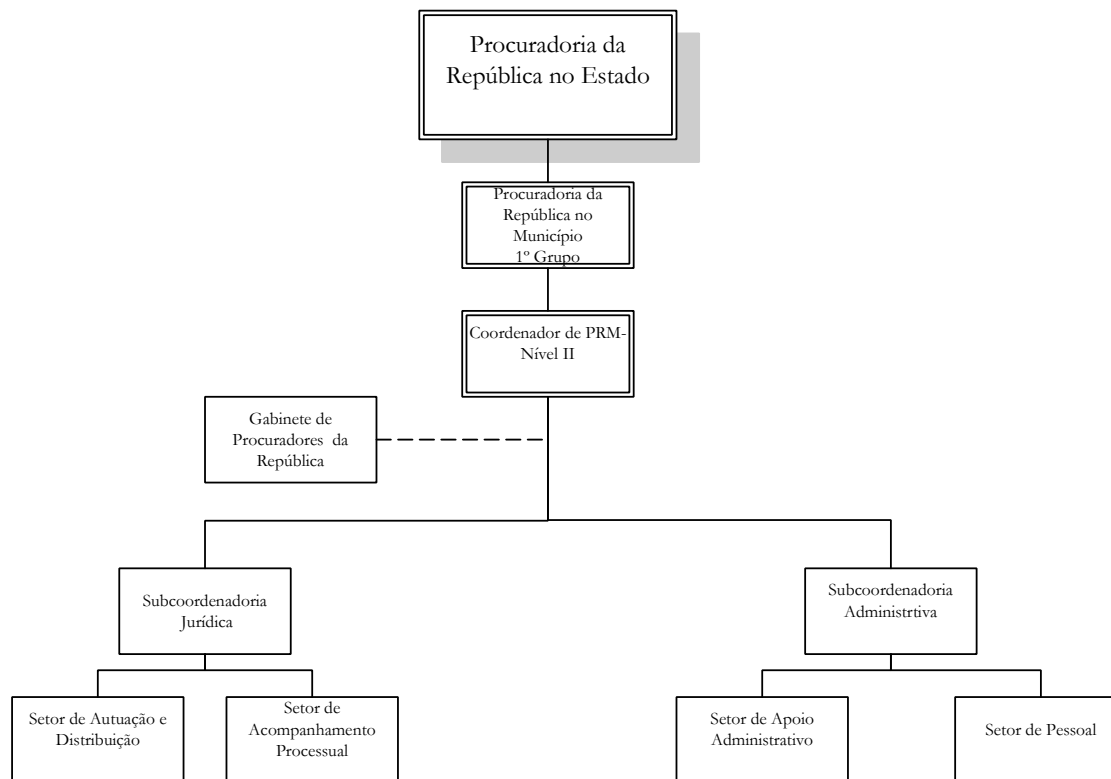 Procuradoria da
República no Estado
Procuradoria da
República no
Município
1º Grupo
Coordenador de PRM-
Nível II
Gabinete de
Procuradores da
República
Subcoordenadoria
Jurídica
Subcoordenadoria
Administrtiva
Setor de Autuação e
Distribuição
Setor de
Acompanhamento
Processual
Setor de Apoio
Administrativo
Setor de Pessoal